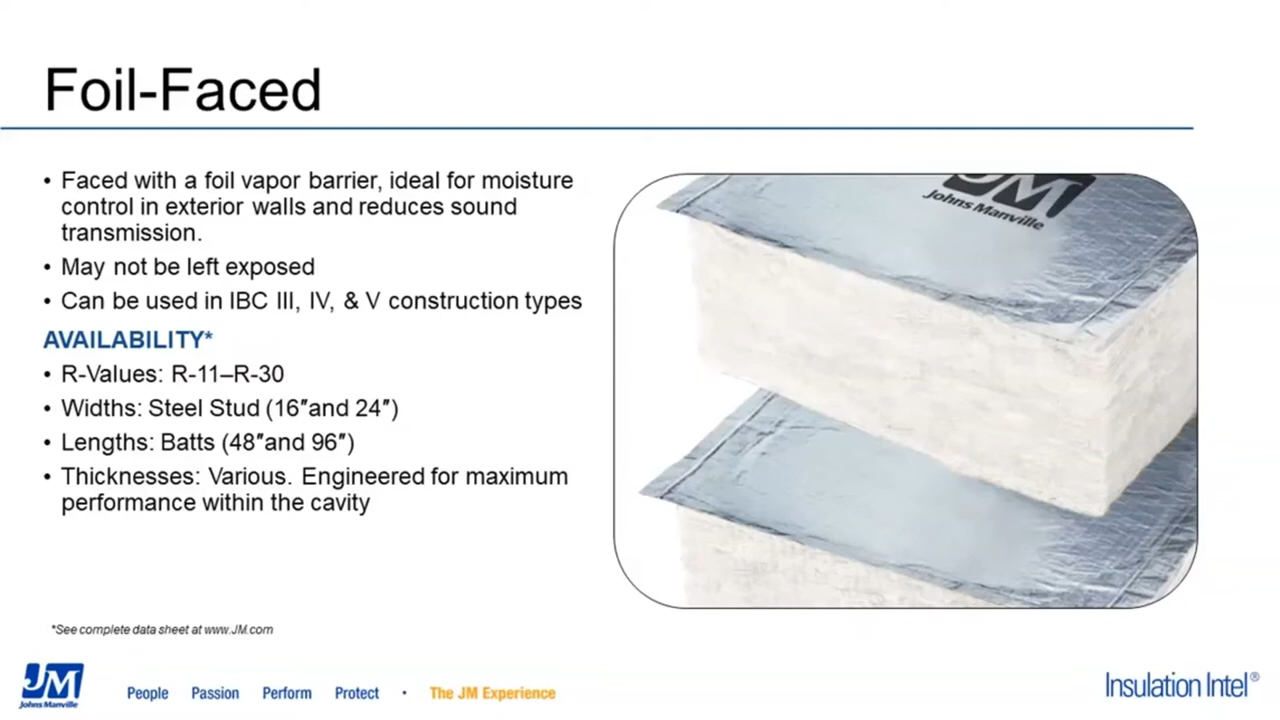 Foil-Faced
• Faced with a foil vapor barrier, ideal for moisture
control in exterior walls and reduces sound
transmission.
• May not be left exposed
• Can be used in IBC III, IV, & V construction types
AVAILABILITY*
• R-Values: R-11–R-30
• Widths: Steel Stud (16″and 24″)
• Lengths: Batts (48″and 96″)
• Thicknesses: Various. Engineered for maximum
performance within the cavity
JM
Johns Manville
*See complete data sheet at www.JM.com
JM
Johns Manville
People Passion Perform Protect • The JM Experience
Insulation Intel®